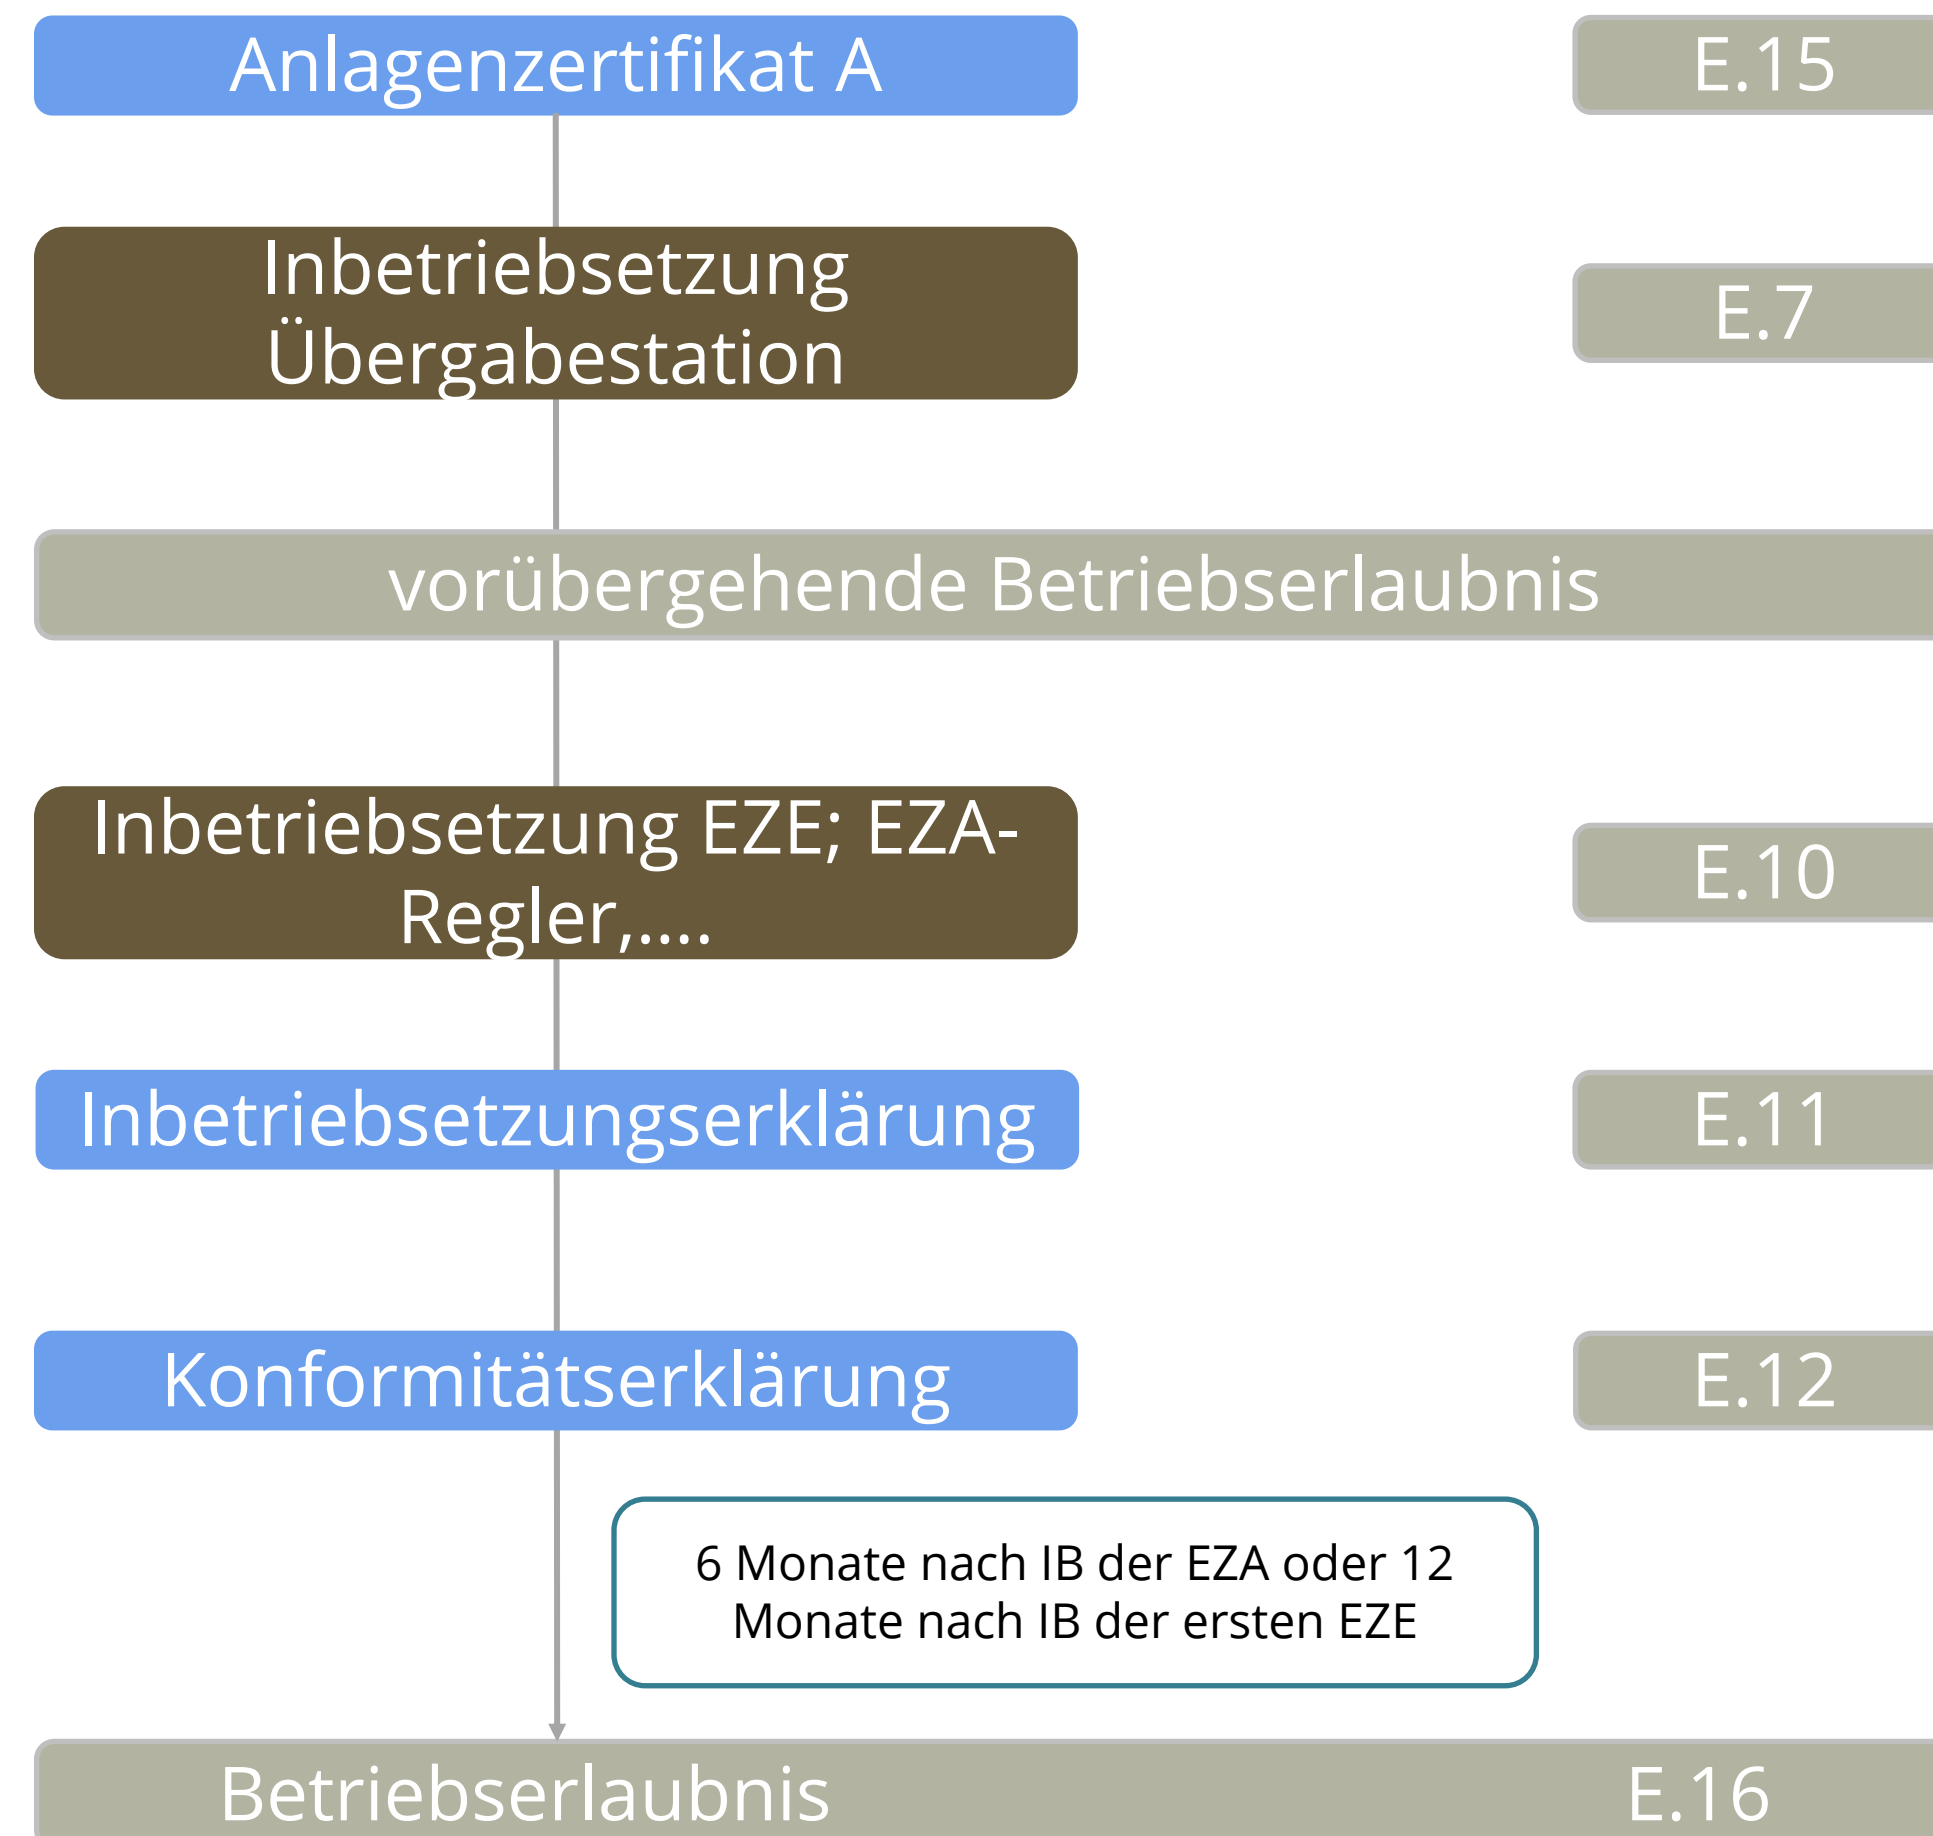 Anlagenzertifikat A
E.15
Inbetriebsetzung
Übergabestation
E.7
vorübergehende Betriebserlaubnis
Inbetriebsetzung EZE; EZA-
Regler,....
E.10
Inbetriebsetzungserklärung
E.11
Konformitätserklärung
E.12
6 Monate nach IB der EZA oder 12
Monate nach IB der ersten EZE
Betriebserlaubnis
E.16